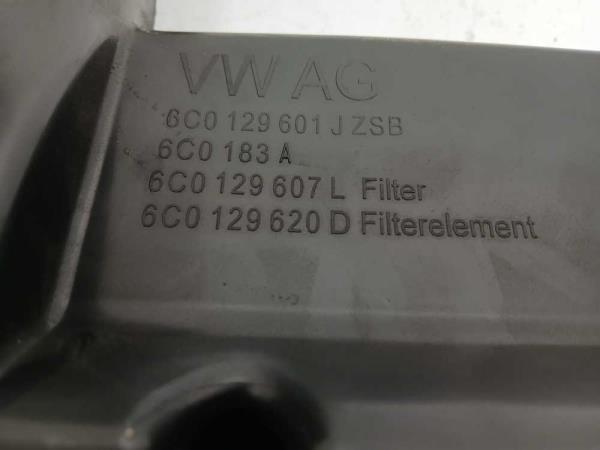 VW AG
6C0 129 601 J ZSB
6C0 183 A
6C0 129 607 L Filter
6C0 129 620 D Filterelement